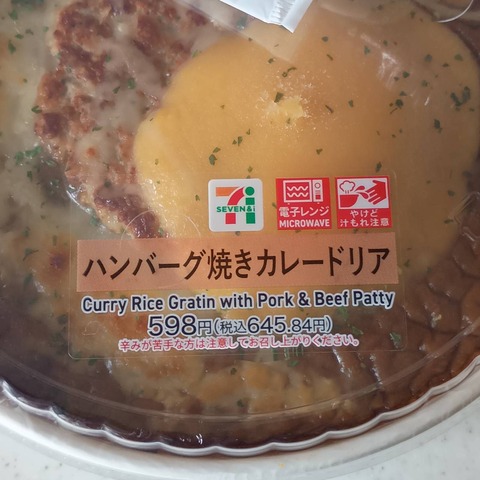 SEVEN&i
電子レンジ
MICROWAVE
やけど
汁もれ注意
ハンバーグ焼きカレードリア
Curry Rice Gratin with Pork & Beef Patty
598円(税込645.84円)
辛みが苦手な方は注意してお召し上がりください。